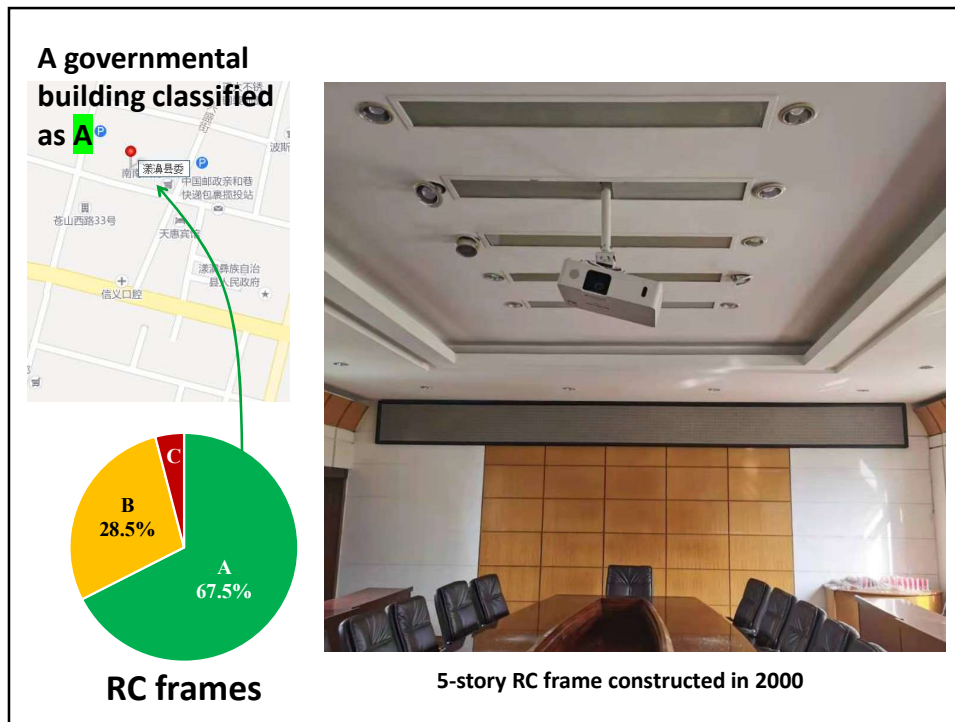 A governmental
building classified
as A
P
波斯
漾濞县委
P
中国邮政亲和巷
快递包裹揽投站
苍山西路33号
天惠宾馆
漾濞彝族自治
县人民政府
信义口腔
C
B
28.5%
A
67.5%
RC frames
5-story RC frame constructed in 2000